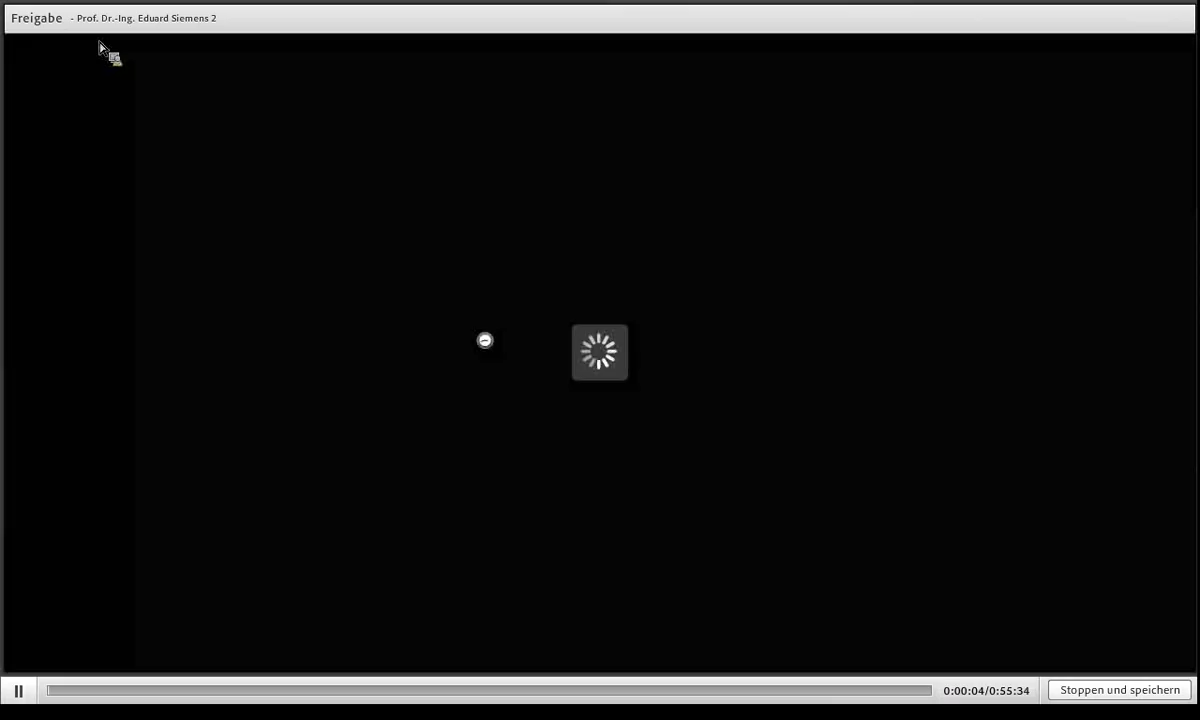 Freigabe - Prof. Dr.-Ing. Eduard Siemens 2
0:00:04/0:55:34
Stoppen und speichern